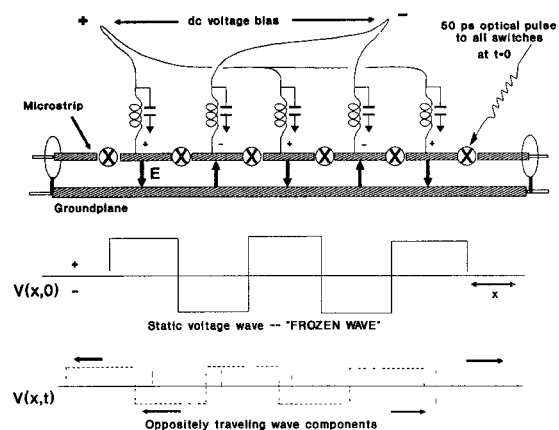 + dc voltage bias -
50 ps optical pulse
to all switches
at t=0
Microstrip
+ - + - +
E
Groundplane
+
V(x,0) -
x
Static voltage wave -- "FROZEN WAVE"
V(x,t)
Oppositely traveling wave components